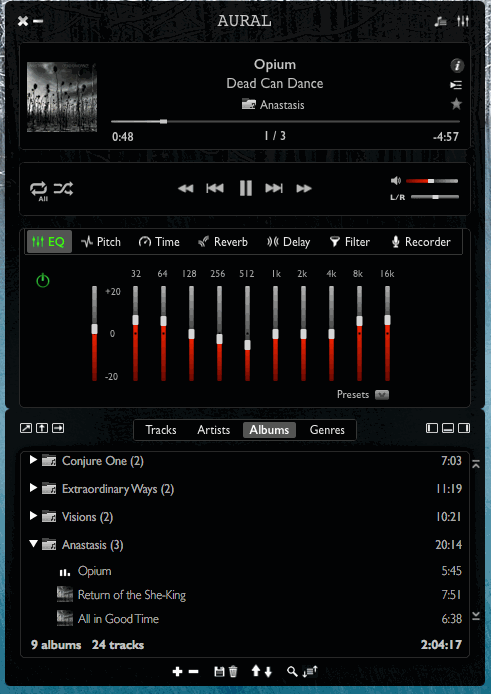 AURAL
Opium
Dead Can Dance
Anastasis
0:48 1 / 3 -4:57
All
L/R
EQ Pitch Time Reverb Delay Filter Recorder
32 64 128 256 512 1k 2k 4k 8k 16k
+20
0
-20
Presets
Tracks Artists Albums Genres
Conjure One (2) 7:03
Extraordinary Ways (2) 11:19
Visions (2) 10:21
Anastasis (3) 20:14
Opium 5:45
Return of the She-King 7:51
All in Good Time 6:38
9 albums 24 tracks 2:04:17